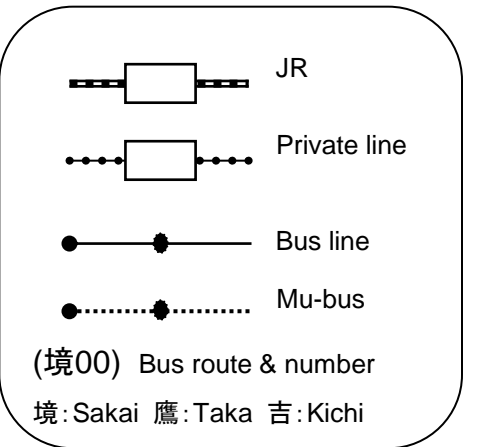 JR
Private line
Bus line
Mu-bus
(境00) Bus route & number
境:Sakai 鷹:Taka 吉:Kichi